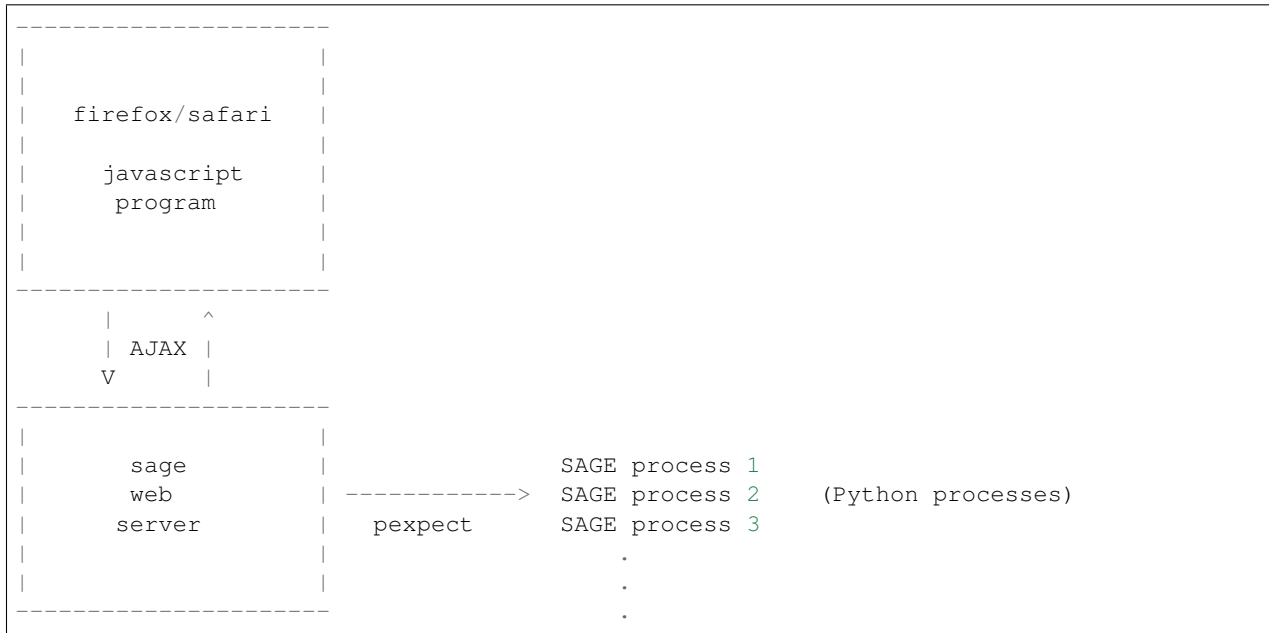 ----------------------
|                    |
|                    |
|   firefox/safari   |
|                    |
|     javascript     |
|      program       |
|                    |
|                    |
----------------------
      |      ^
      | AJAX |
      V      |
----------------------
|                    |
|       sage         |                SAGE process 1
|       web          | ------------>  SAGE process 2    (Python processes)
|      server        |   pexpect      SAGE process 3
|                    |                    .
|                    |                    .
----------------------                    .